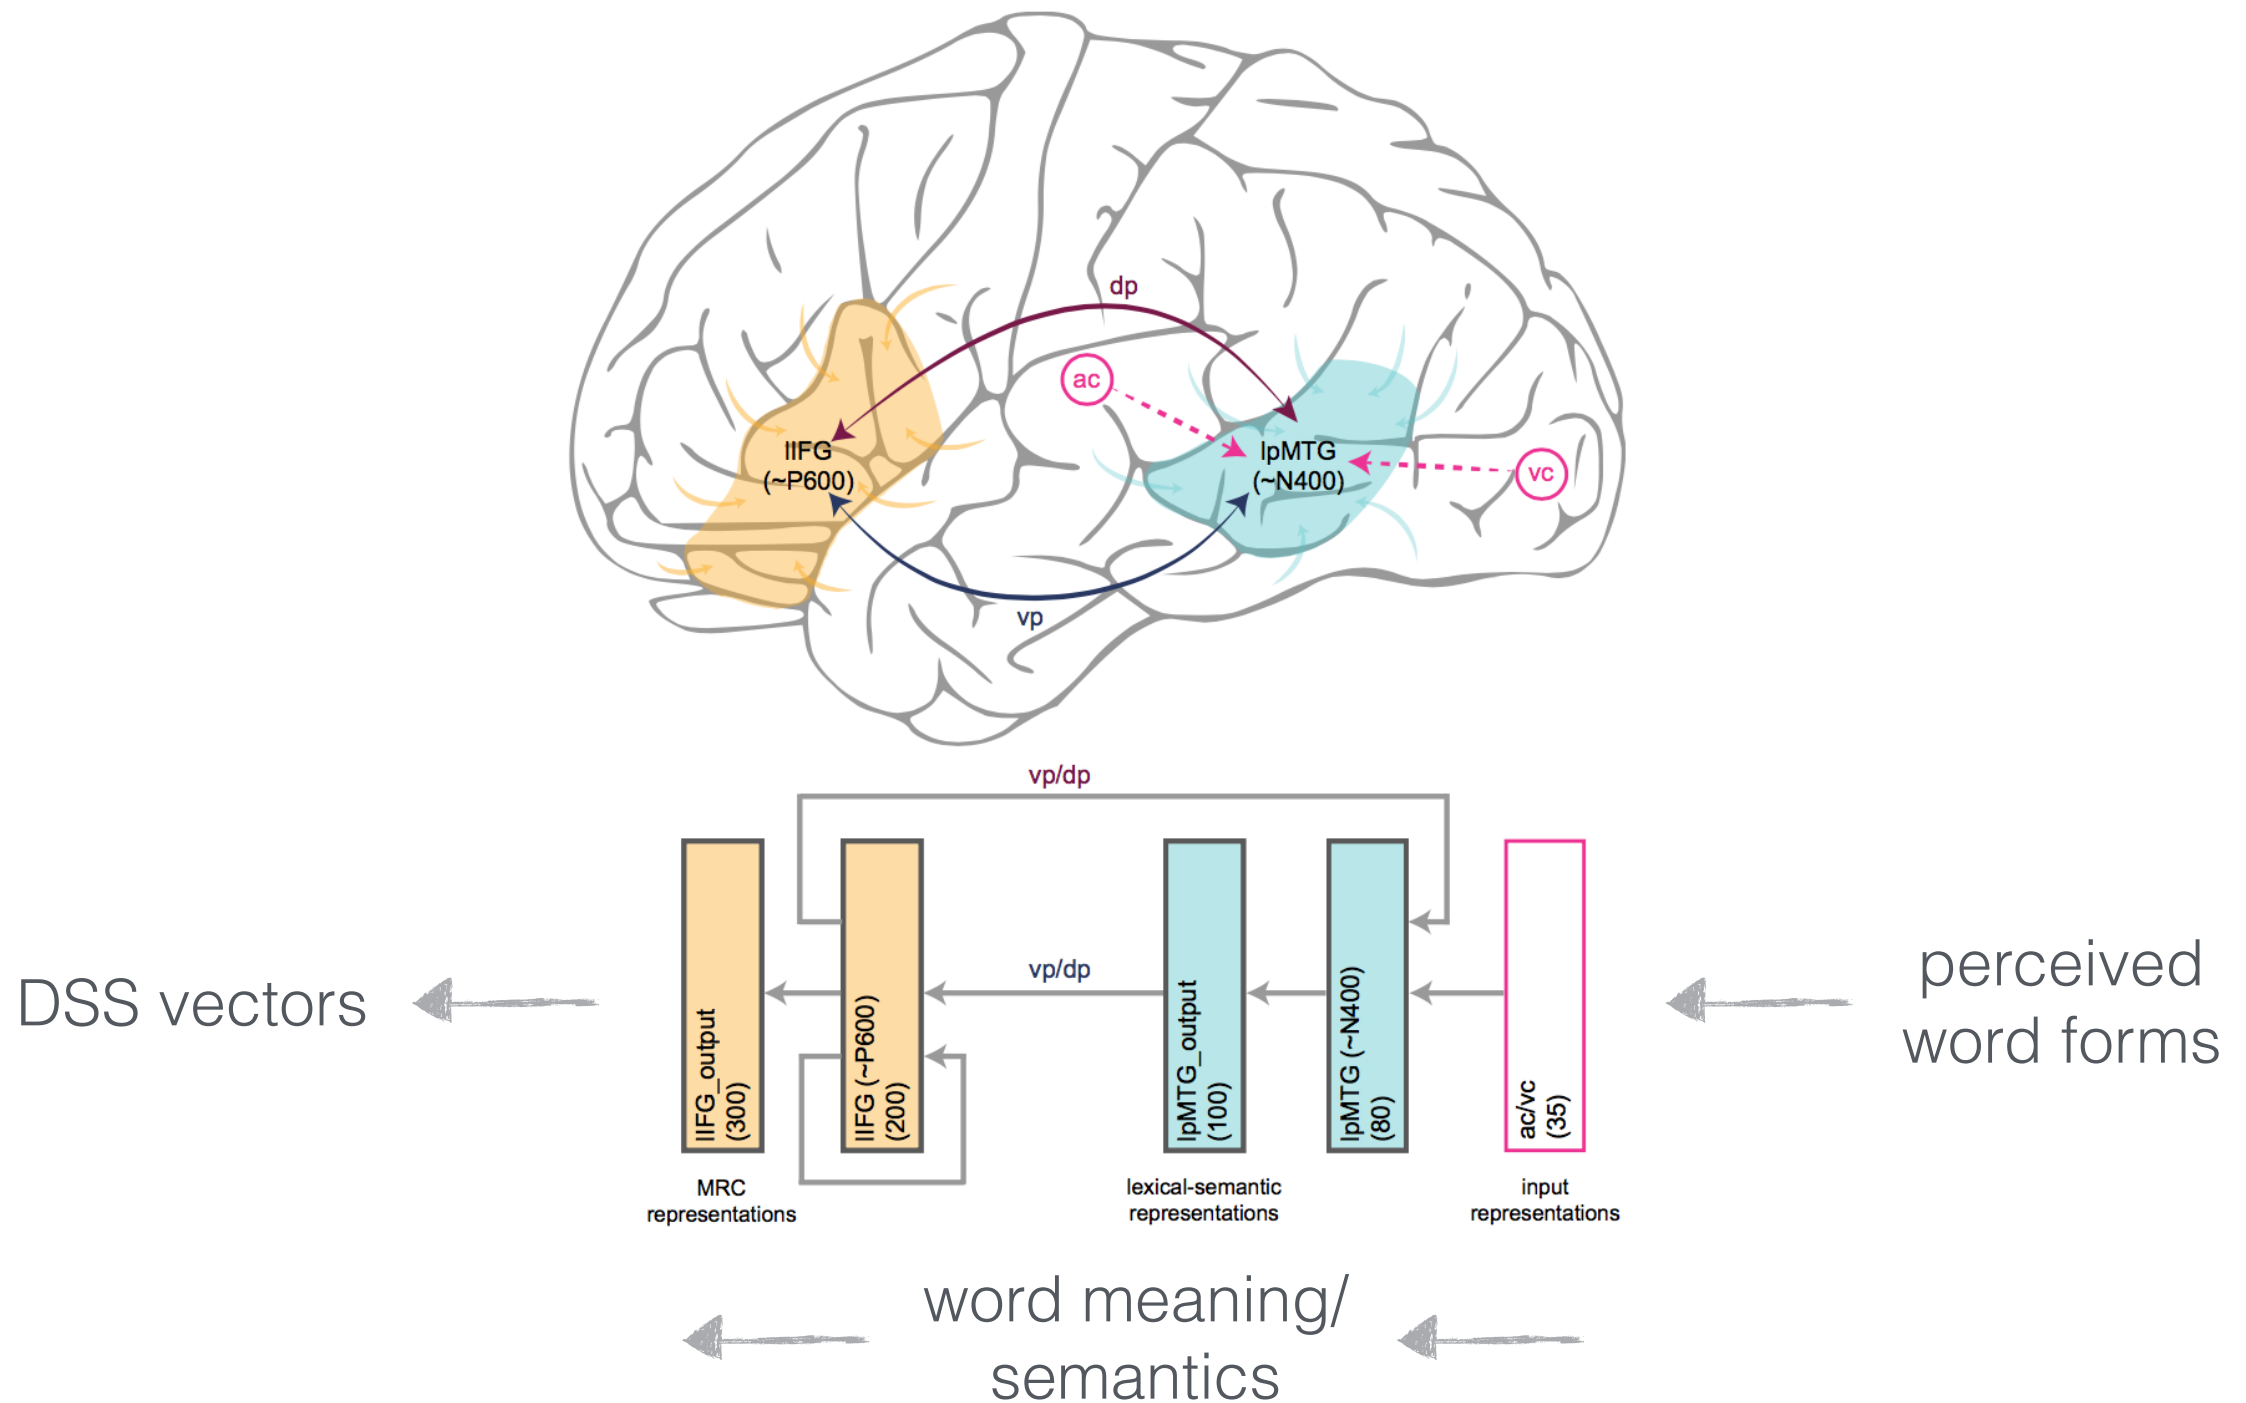 dp
ac
lIFG
(~P600)
lpMTG
(~N400)
vc
vp
vp/dp
vp/dp
lIFG_output
(300)
lIFG (~P600)
(200)
lpMTG_output
(100)
lpMTG (~N400)
(80)
ac/vc
(35)
DSS vectors
perceived
word forms
MRC
representations
lexical-semantic
representations
input
representations
word meaning/
semantics